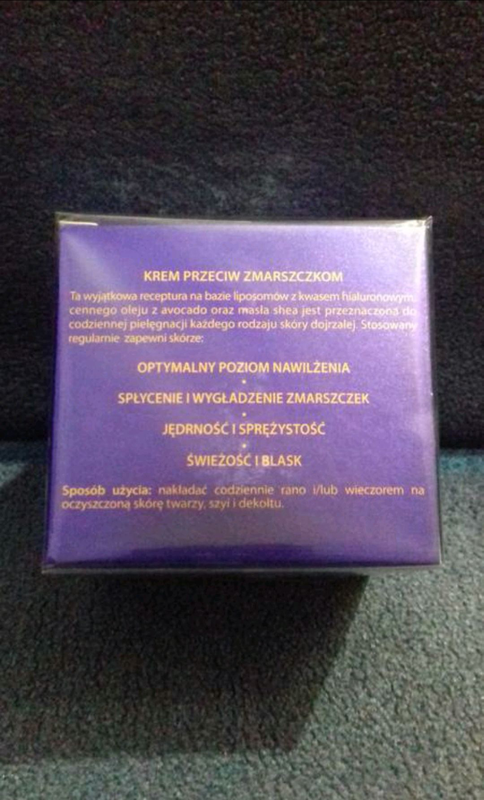 KREM PRZECIW ZMARSZCZKOM
Ta wyjątkowa receptura na bazie liposomów z kwasem hialuronowym,
cennego oleju z avocado oraz masła shea jest przeznaczona do
codziennej pielęgnacji każdego rodzaju skóry dojrzałej. Stosowany
regularnie zapewni skórze:
OPTYMALNY POZIOM NAWILŻENIA
•
SPŁYCENIE I WYGŁADZENIE ZMARSZCZEK
•
JĘDRNOŚĆ I SPRĘŻYSTOŚĆ
•
ŚWIEŻOŚĆ I BLASK
Sposób użycia: nakładać codziennie rano i/lub wieczorem na
oczyszczoną skórę twarzy, szyi i dekoltu.